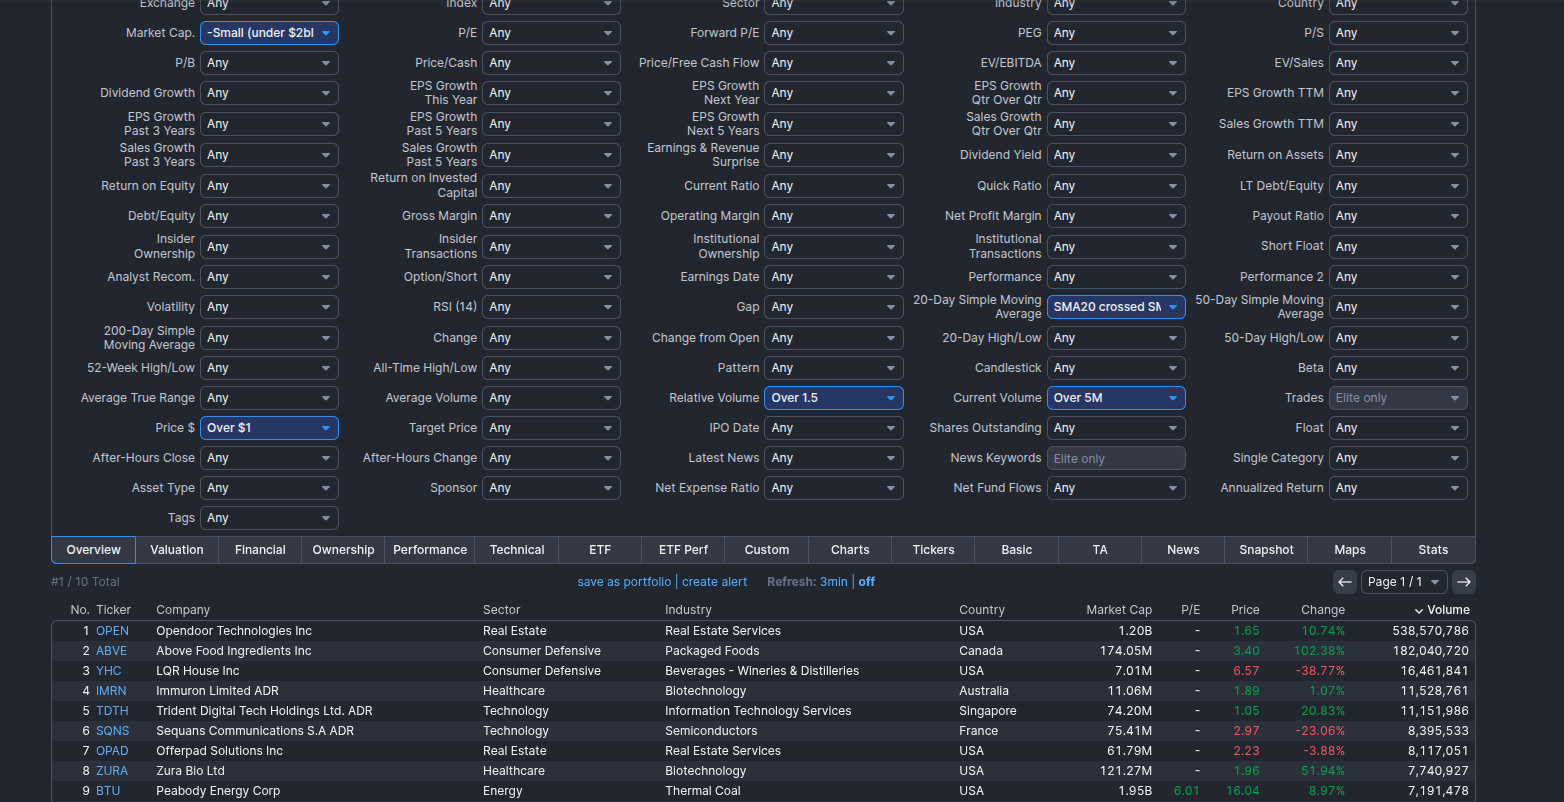 Exchange Any Index Any Sector Any Industry Any Country Any
Market Cap. -Small (under $2bl P/E Any Forward P/E Any PEG Any P/S Any
P/B Any Price/Cash Any Price/Free Cash Flow Any EV/EBITDA Any EV/Sales Any
Dividend Growth Any EPS Growth This Year Any EPS Growth Next Year Any EPS Growth Qtr Over Qtr Any EPS Growth TTM Any
EPS Growth Past 3 Years Any EPS Growth Past 5 Years Any EPS Growth Next 5 Years Any Sales Growth Qtr Over Qtr Any Sales Growth TTM Any
Sales Growth Past 3 Years Any Sales Growth Past 5 Years Any Earnings & Revenue Surprise Any Dividend Yield Any Return on Assets Any
Return on Equity Any Return on Invested Capital Any Current Ratio Any Quick Ratio Any LT Debt/Equity Any
Debt/Equity Any Gross Margin Any Operating Margin Any Net Profit Margin Any Payout Ratio Any
Insider Ownership Any Insider Transactions Any Institutional Ownership Any Institutional Transactions Any Short Float Any
Analyst Recom. Any Option/Short Any Earnings Date Any Performance Any Performance 2 Any
Volatility Any RSI (14) Any Gap Any 20-Day Simple Moving Average SMA20 crossed SM 50-Day Simple Moving Average Any
200-Day Simple Moving Average Any Change Any Change from Open Any 20-Day High/Low Any 50-Day High/Low Any
52-Week High/Low Any All-Time High/Low Any Pattern Any Candlestick Any Beta Any
Average True Range Any Average Volume Any Relative Volume Over 1.5 Current Volume Over 5M Trades Elite only
Price $ Over $1 Target Price Any IPO Date Any Shares Outstanding Any Float Any
After-Hours Close Any After-Hours Change Any Latest News Any News Keywords Elite only Single Category Any
Asset Type Any Sponsor Any Net Expense Ratio Any Net Fund Flows Any Annualized Return Any
Tags Any
Overview Valuation Financial Ownership Performance Technical ETF ETF Perf Custom Charts Tickers Basic TA News Snapshot Maps Stats
#1 / 10 Total save as portfolio | create alert Refresh: 3min | off Page 1 / 1
No. Ticker Company Sector Industry Country Market Cap P/E Price Change Volume
1 OPEN Opendoor Technologies Inc Real Estate Real Estate Services USA 1.20B - 1.65 10.74% 538,570,786
2 ABVE Above Food Ingredients Inc Consumer Defensive Packaged Foods Canada 174.05M - 3.40 102.38% 182,040,720
3 YHC LQR House Inc Consumer Defensive Beverages - Wineries & Distilleries USA 7.01M - 6.57 -38.77% 16,461,841
4 IMRN Immuron Limited ADR Healthcare Biotechnology Australia 11.06M - 1.89 1.07% 11,528,761
5 TDTH Trident Digital Tech Holdings Ltd. ADR Technology Information Technology Services Singapore 74.20M - 1.05 20.83% 11,151,986
6 SQNS Sequans Communications S.A ADR Technology Semiconductors France 75.41M - 2.97 -23.06% 8,395,533
7 OPAD Offerpad Solutions Inc Real Estate Real Estate Services USA 61.79M - 2.23 -3.88% 8,117,051
8 ZURA Zura Bio Ltd Healthcare Biotechnology USA 121.27M - 1.96 51.94% 7,740,927
9 BTU Peabody Energy Corp Energy Thermal Coal USA 1.95B 6.01 16.04 8.97% 7,191,478